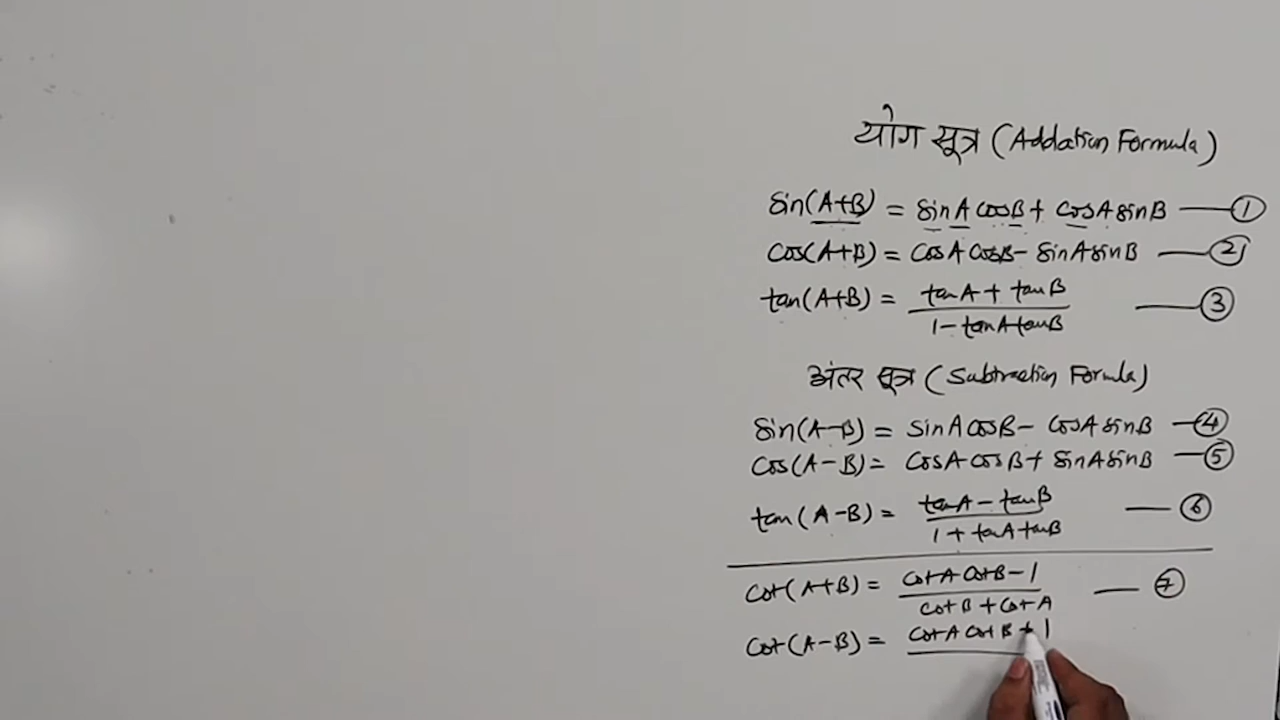 योग सूत्र (Addation Formula)
sin(A+B) = sinA cosB + cosA sinB —— ①
cos(A+B) = cosA cosB - sinA sinB —— ②
tan(A+B) = (tanA + tanB)/(1 - tanA tanB) —— ③
अंतर सूत्र (Subtraction Formula)
sin(A-B) = sinA cosB - cosA sinB — ④
cos(A-B) = cosA cosB + sinA sinB — ⑤
tan(A-B) = (tanA - tanB)/(1 + tanA tanB) — ⑥
cot(A+B) = (cotA cotB - 1)/(cotB + cotA) — ⑦
cot(A-B) = cotA cotB + 1